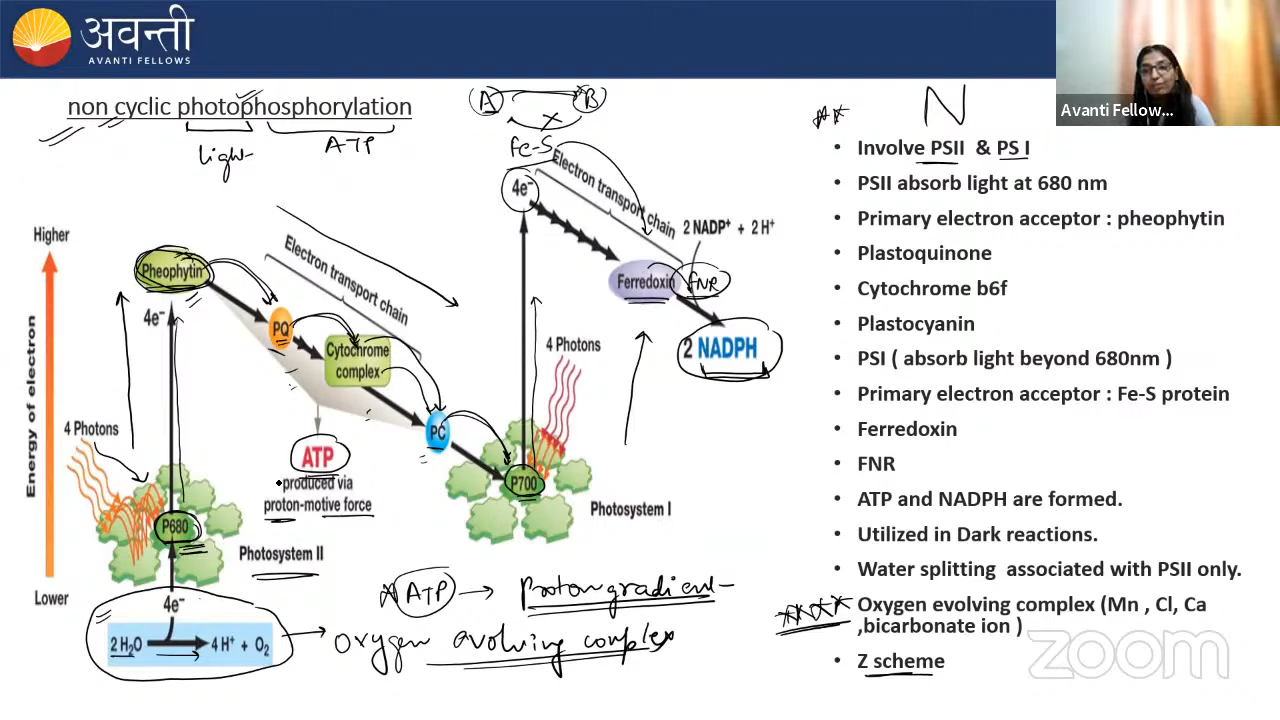 अवन्ती
AVANTI FELLOWS
Avanti Fellow...
non cyclic photophosphorylation
light
ATP
A
B
Fe-S
N
Higher
Energy of electron
Lower
Pheophytin
4e⁻
4 Photons
P680
Photosystem II
4e⁻
2 H₂O
4 H⁺ + O₂
Electron transport chain
PQ
Cytochrome
complex
PC
ATP
produced via
proton-motive force
4e⁻
Electron transport chain
2 NADP⁺ + 2 H⁺
Ferredoxin
FNR
2 NADPH
4 Photons
P700
Photosystem I
ATP → Proton gradient
Oxygen evolving complex
• Involve PSII & PS I
• PSII absorb light at 680 nm
• Primary electron acceptor : pheophytin
• Plastoquinone
• Cytochrome b6f
• Plastocyanin
• PSI ( absorb light beyond 680nm )
• Primary electron acceptor : Fe-S protein
• Ferredoxin
• FNR
• ATP and NADPH are formed.
• Utilized in Dark reactions.
• Water splitting associated with PSII only.
• Oxygen evolving complex (Mn , Cl, Ca
,bicarbonate ion )
• Z scheme
zoom